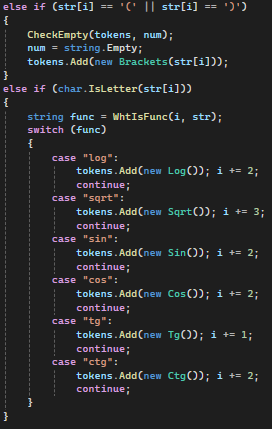 else if (str[i] == '(' || str[i] == ')')
{
    CheckEmpty(tokens, num);
    num = string.Empty;
    tokens.Add(new Brackets(str[i]));
}
else if (char.IsLetter(str[i]))
{
    string func = WhtIsFunc(i, str);
    switch (func)
    {
        case "log":
            tokens.Add(new Log()); i += 2;
            continue;
        case "sqrt":
            tokens.Add(new Sqrt()); i += 3;
            continue;
        case "sin":
            tokens.Add(new Sin()); i += 2;
            continue;
        case "cos":
            tokens.Add(new Cos()); i += 2;
            continue;
        case "tg":
            tokens.Add(new Tg()); i += 1;
            continue;
        case "ctg":
            tokens.Add(new Ctg()); i += 2;
            continue;
    }
}